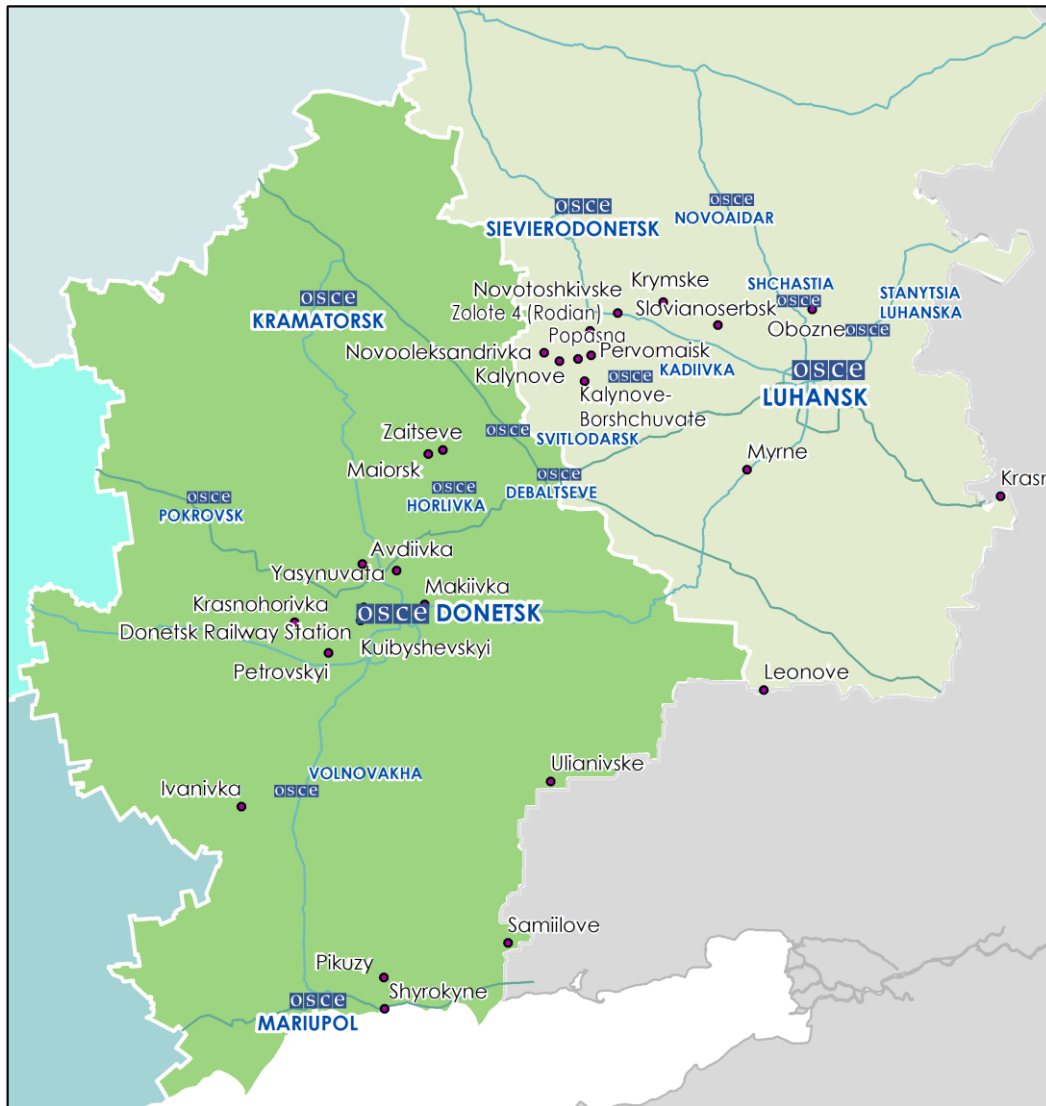 osce
NOVOAIDAR
osce
SIEVIERODONETSK
osce
KRAMATORSK
Novotoshkivske
Krymske
SHCHASTIA
osce
STANYTSIA
LUHANSKA
osce
Zolote 4 (Rodian)
Slovianoserbsk
Obozne
Popasna
Novooleksandrivka
Pervomaisk
Kalynove
osce
KADIIVKA
osce
LUHANSK
Kalynove-
Borshchuvate
Zaitseve
Maiorsk
osce
SVITLODARSK
Myrne
osce
HORLIVKA
osce
DEBALTSEVE
osce
POKROVSK
Krasn
Avdiivka
Yasynuvata
Makiivka
Krasnohorivka
osce DONETSK
Donetsk Railway Station
Kuibyshevskyi
Petrovskyi
Leonove
VOLNOVAKHA
osce
Ulianivske
Ivanivka
Samiilove
Pikuzy
Shyrokyne
osce
MARIUPOL